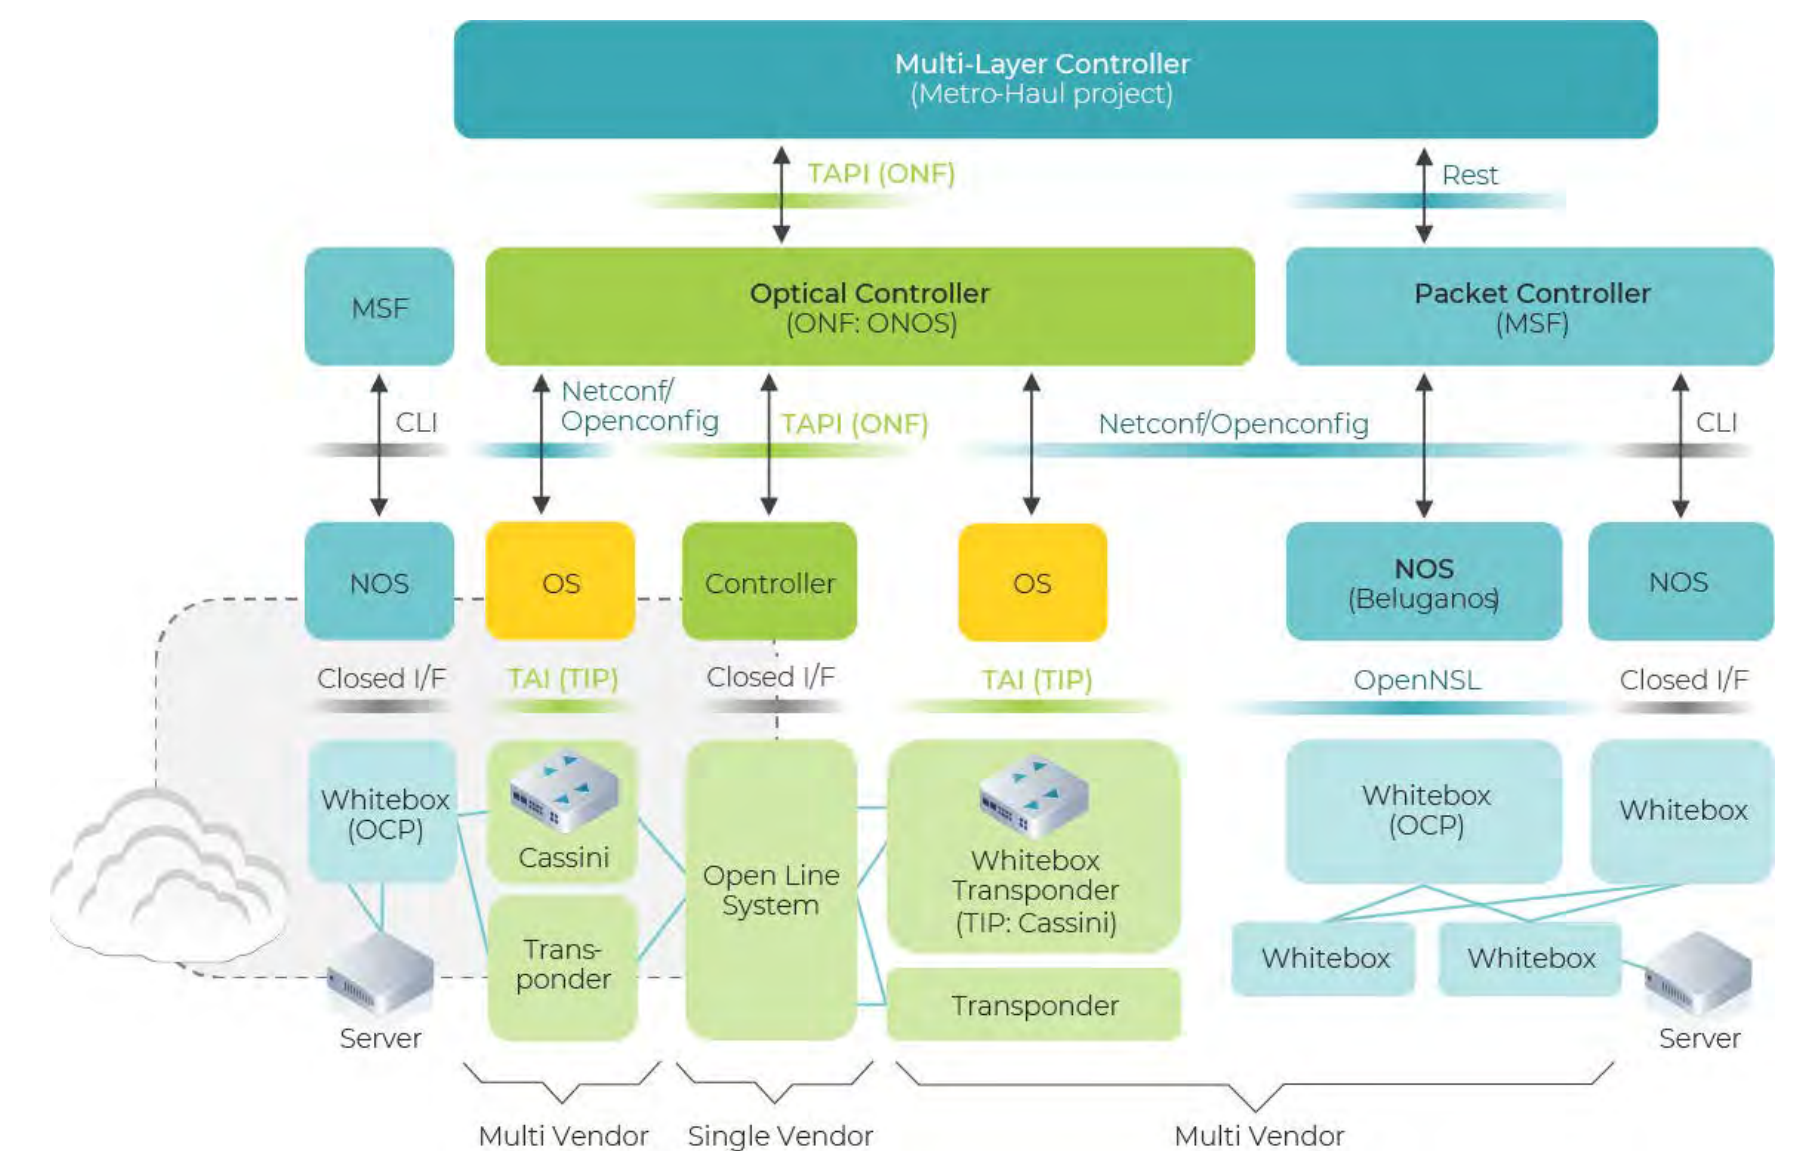 Multi-Layer Controller
(Metro-Haul project)
TAPI (ONF)
Rest
MSF
Optical Controller
(ONF: ONOS)
Packet Controller
(MSF)
CLI
Netconf/
Openconfig
TAPI (ONF)
Netconf/Openconfig
CLI
NOS
OS
Controller
OS
NOS
(Beluganos)
NOS
Closed I/F
TAI (TIP)
Closed I/F
TAI (TIP)
OpenNSL
Closed I/F
Whitebox
(OCP)
Cassini
Trans-
ponder
Open Line
System
Whitebox
Transponder
(TIP: Cassini)
Transponder
Whitebox
(OCP)
Whitebox
Whitebox
Whitebox
Server
Server
Multi Vendor
Single Vendor
Multi Vendor